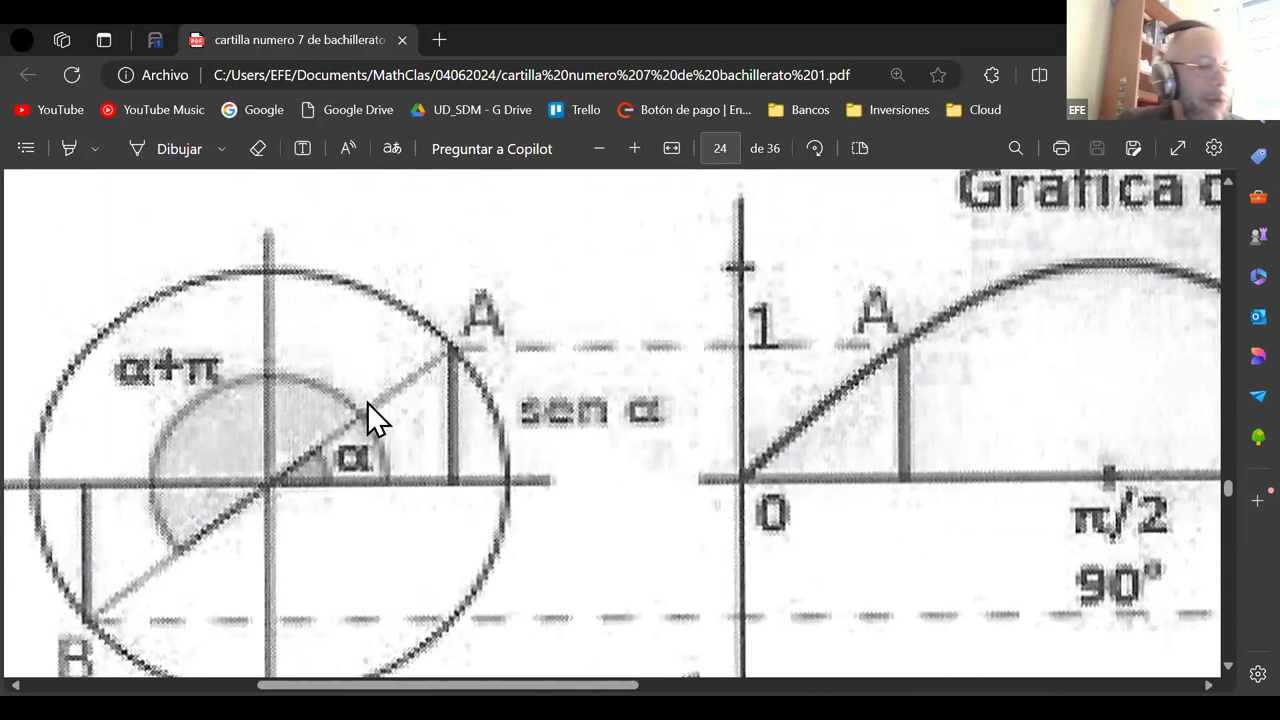 cartilla numero 7 de bachillerato
Archivo C:/Users/EFE/Documents/MathClas/04062024/cartilla%20numero%207%20de%20bachillerato%201.pdf
YouTube YouTube Music Google Google Drive UD_SDM - G Drive Trello Botón de pago | En... Bancos Inversiones Cloud
EFE
Dibujar aあ Preguntar a Copilot 24 de 36
Gráfica
A
1
A
α+π
sen α
α
0
π/2
90°
B